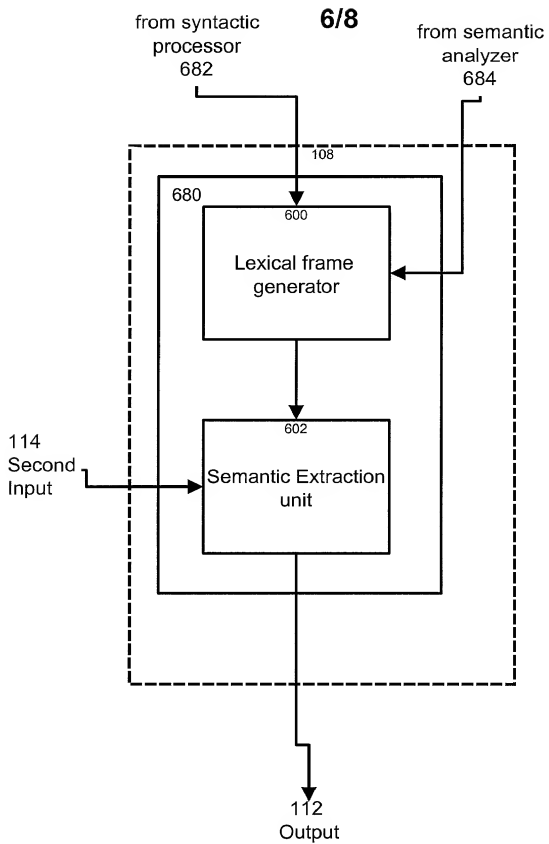 6/8
from syntactic
processor
682
from semantic
analyzer
684
108
680
600
Lexical frame
generator
602
Semantic Extraction
unit
114
Second
Input
112
Output